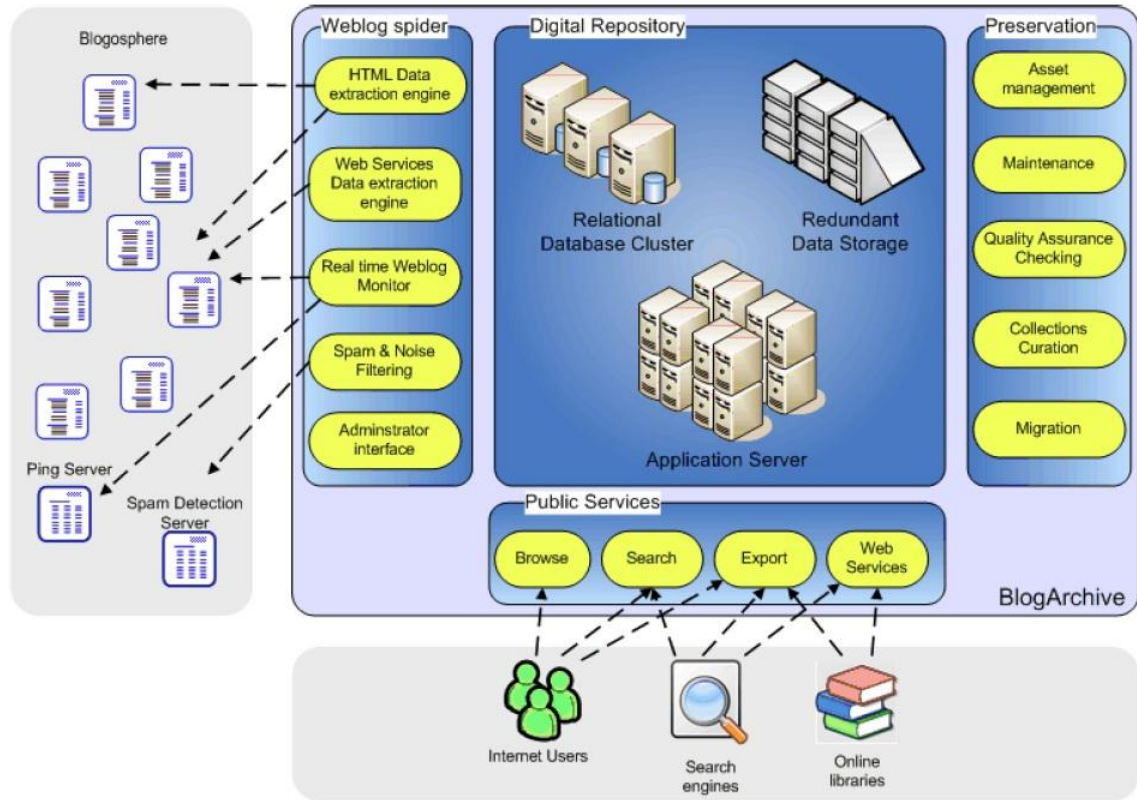 Blogosphere
Ping Server
Spam Detection
Server
Weblog spider
HTML Data
extraction engine
Web Services
Data extraction
engine
Real time Weblog
Monitor
Spam & Noise
Filtering
Adminstrator
interface
Digital Repository
Relational
Database Cluster
Redundant
Data Storage
Application Server
Preservation
Asset
management
Maintenance
Quality Assurance
Checking
Collections
Curation
Migration
Public Services
Browse
Search
Export
Web
Services
BlogArchive
Internet Users
Search
engines
Online
libraries